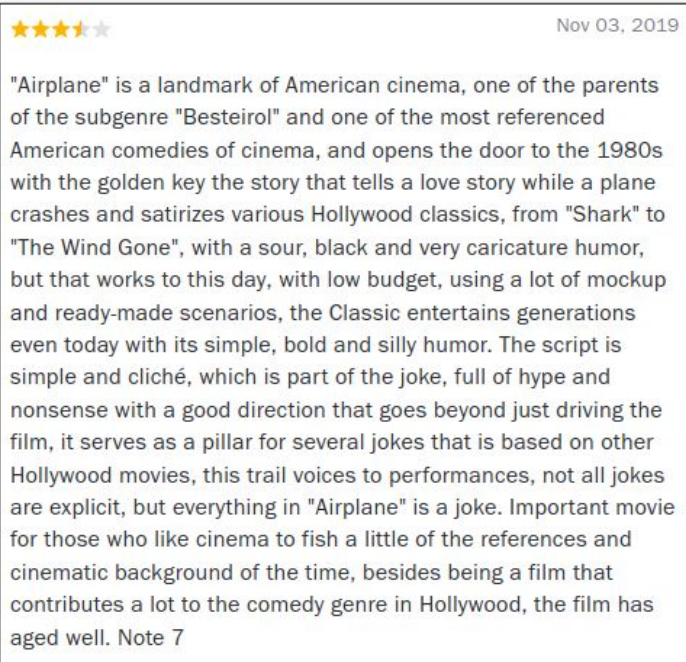 Nov 03, 2019
"Airplane" is a landmark of American cinema, one of the parents
of the subgenre "Besteirol" and one of the most referenced
American comedies of cinema, and opens the door to the 1980s
with the golden key the story that tells a love story while a plane
crashes and satirizes various Hollywood classics, from "Shark" to
"The Wind Gone", with a sour, black and very caricature humor,
but that works to this day, with low budget, using a lot of mockup
and ready-made scenarios, the Classic entertains generations
even today with its simple, bold and silly humor. The script is
simple and cliché, which is part of the joke, full of hype and
nonsense with a good direction that goes beyond just driving the
film, it serves as a pillar for several jokes that is based on other
Hollywood movies, this trail voices to performances, not all jokes
are explicit, but everything in "Airplane" is a joke. Important movie
for those who like cinema to fish a little of the references and
cinematic background of the time, besides being a film that
contributes a lot to the comedy genre in Hollywood, the film has
aged well. Note 7